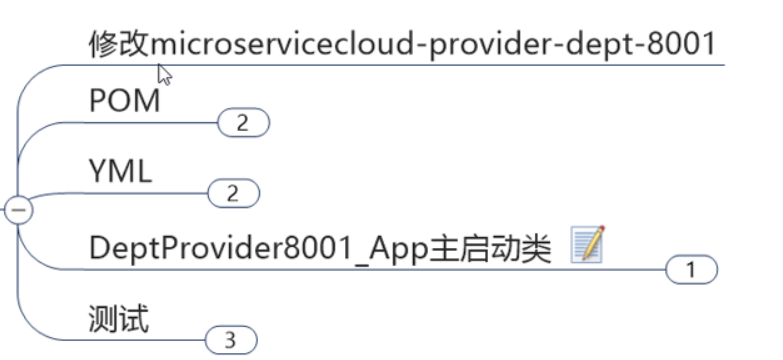 修改microservicecloud-provider-dept-8001
POM
2
YML
2
DeptProvider8001_App主启动类
1
测试
3